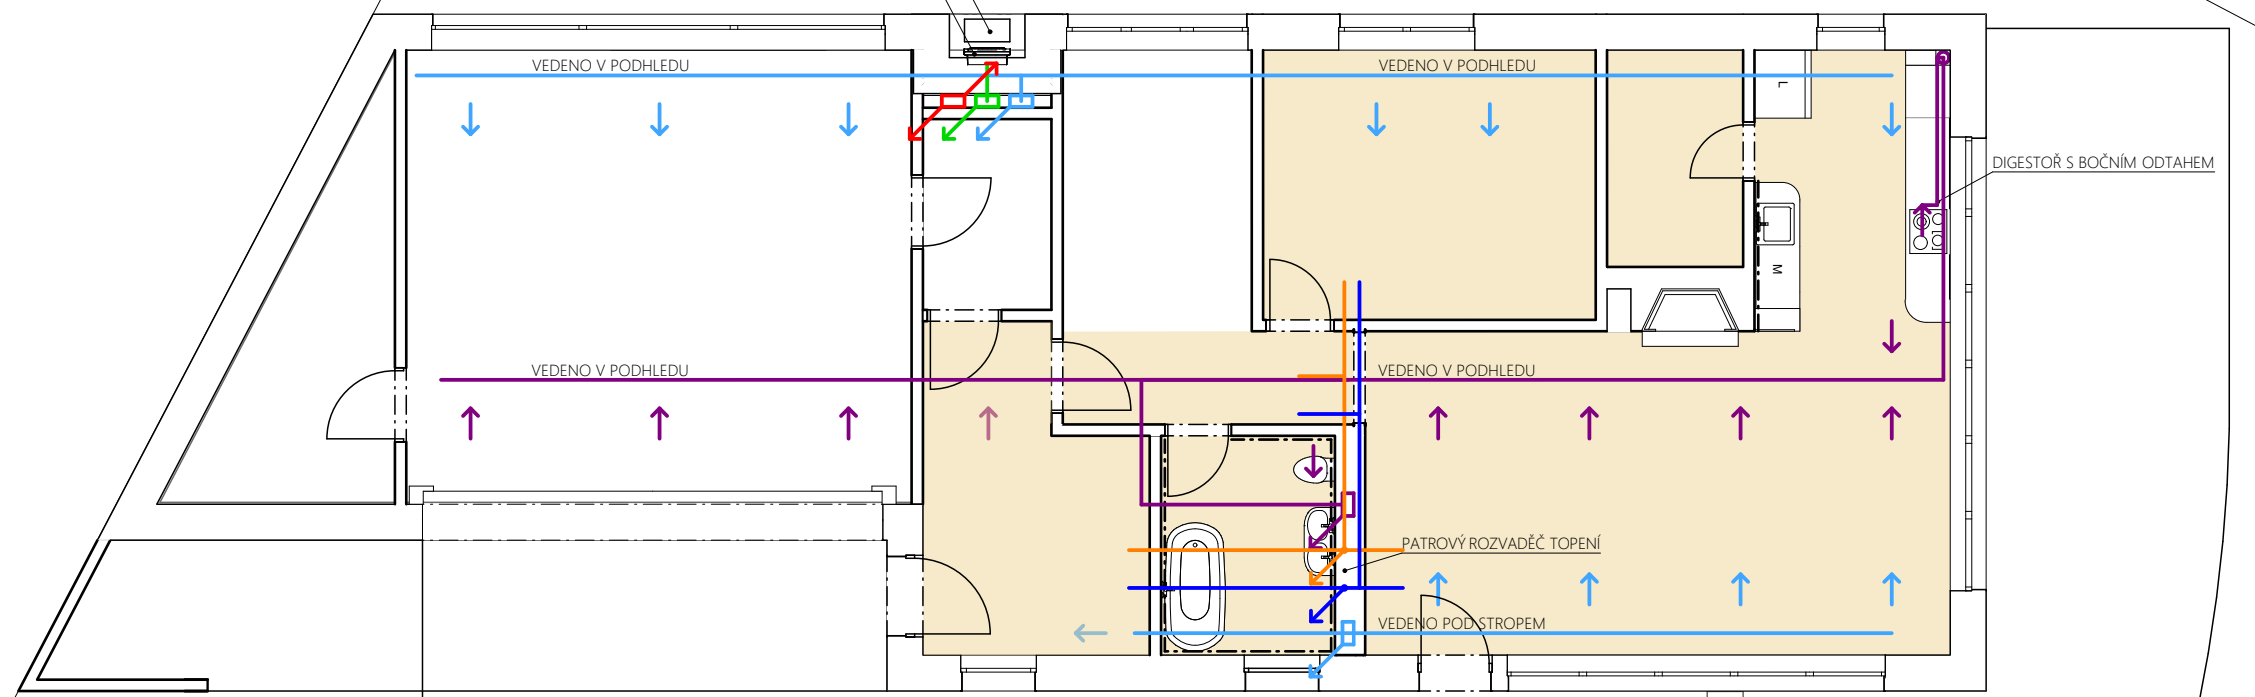 VEDENO V PODHLEDU
VEDENO V PODHLEDU
L
DIGESTOŘ S BOČNÍM ODTAHEM
M
VEDENO V PODHLEDU
VEDENO V PODHLEDU
PATROVÝ ROZVADĚČ TOPENÍ
VEDENO POD STROPEM